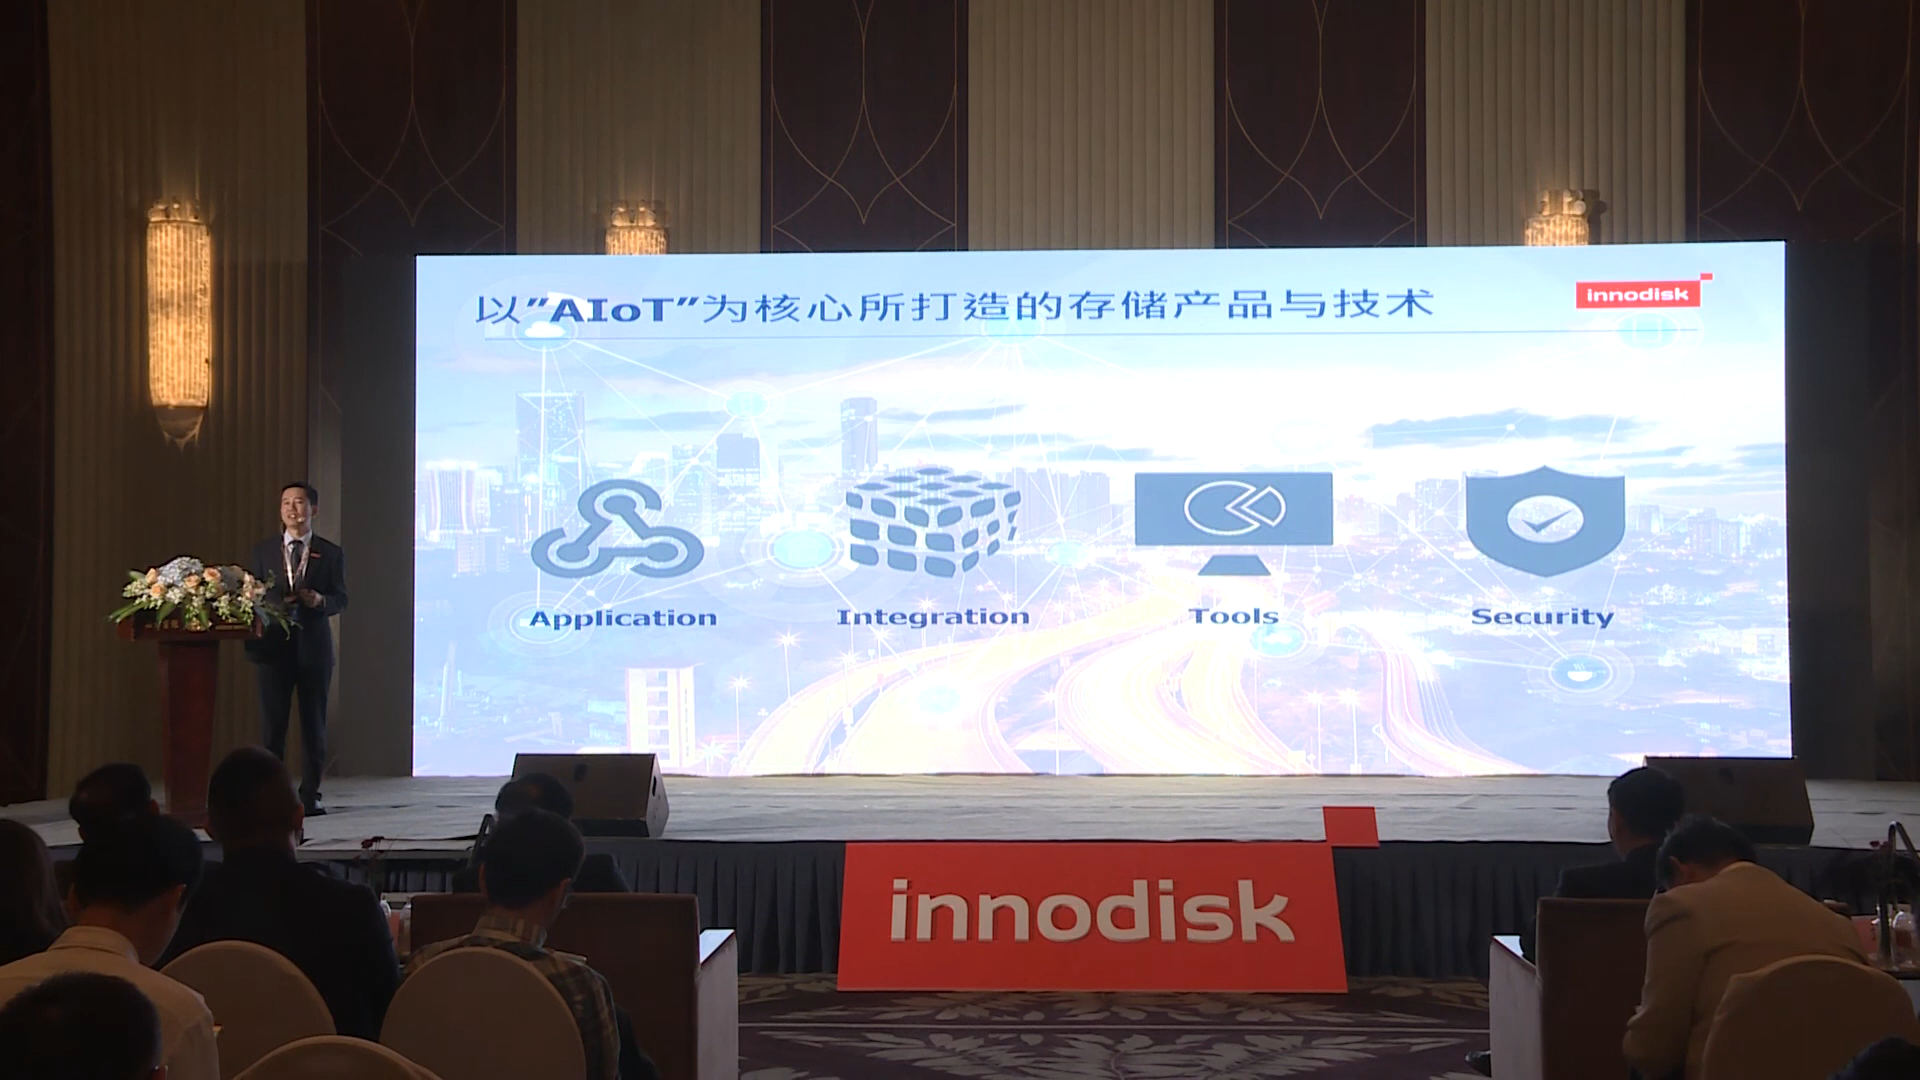 以"AIoT"为核心所打造的存储产品与技术
innodisk
Application
Integration
Tools
Security
innodisk